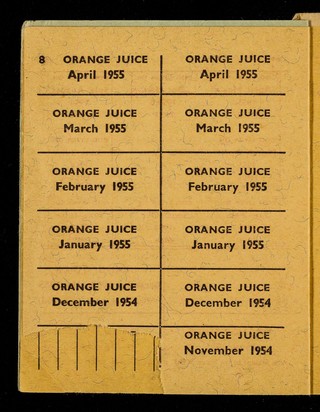 8 ORANGE JUICE ORANGE JUICE
April 1955 April 1955
ORANGE JUICE ORANGE JUICE
March 1955 March 1955
ORANGE JUICE ORANGE JUICE
February 1955 February 1955
ORANGE JUICE ORANGE JUICE
January 1955 January 1955
ORANGE JUICE ORANGE JUICE
December 1954 December 1954
ORANGE JUICE
November 1954